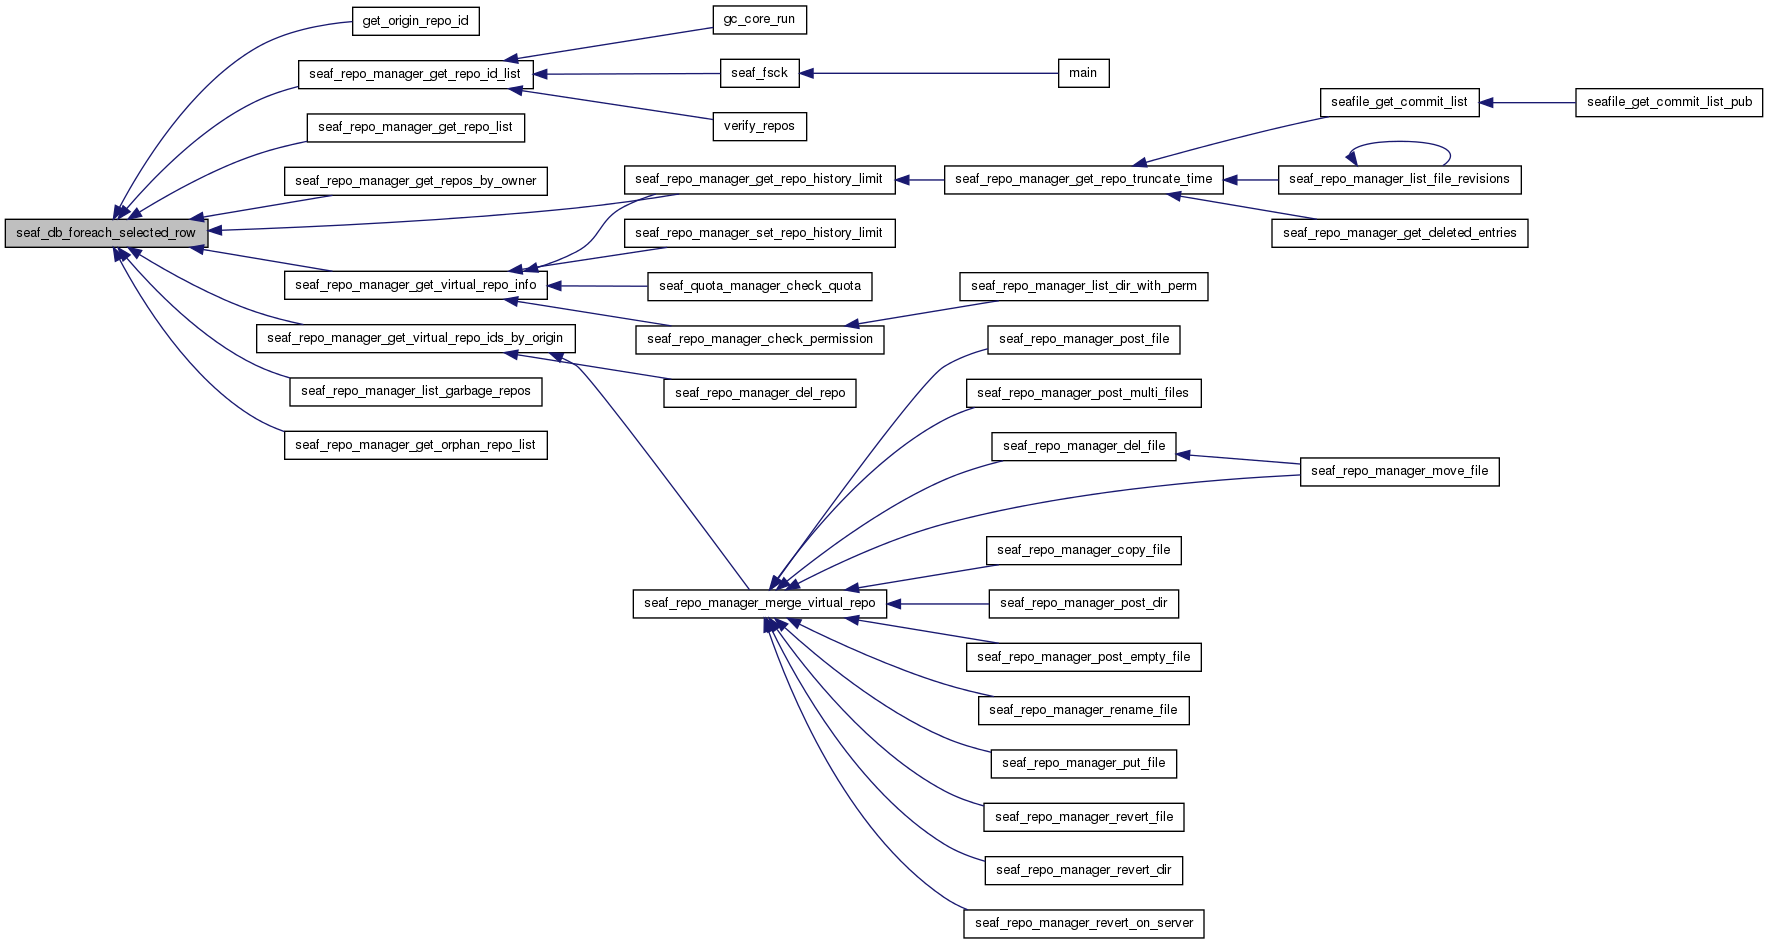 get_origin_repo_id
gc_core_run
seaf_repo_manager_get_repo_id_list
seaf_fsck
main
seafile_get_commit_list
seafile_get_commit_list_pub
verify_repos
seaf_repo_manager_get_repo_list
seaf_repo_manager_get_repos_by_owner
seaf_repo_manager_get_repo_history_limit
seaf_repo_manager_get_repo_truncate_time
seaf_repo_manager_list_file_revisions
seaf_db_foreach_selected_row
seaf_repo_manager_set_repo_history_limit
seaf_repo_manager_get_deleted_entries
seaf_repo_manager_get_virtual_repo_info
seaf_quota_manager_check_quota
seaf_repo_manager_list_dir_with_perm
seaf_repo_manager_get_virtual_repo_ids_by_origin
seaf_repo_manager_check_permission
seaf_repo_manager_post_file
seaf_repo_manager_list_garbage_repos
seaf_repo_manager_del_repo
seaf_repo_manager_post_multi_files
seaf_repo_manager_get_orphan_repo_list
seaf_repo_manager_del_file
seaf_repo_manager_move_file
seaf_repo_manager_copy_file
seaf_repo_manager_merge_virtual_repo
seaf_repo_manager_post_dir
seaf_repo_manager_post_empty_file
seaf_repo_manager_rename_file
seaf_repo_manager_put_file
seaf_repo_manager_revert_file
seaf_repo_manager_revert_dir
seaf_repo_manager_revert_on_server